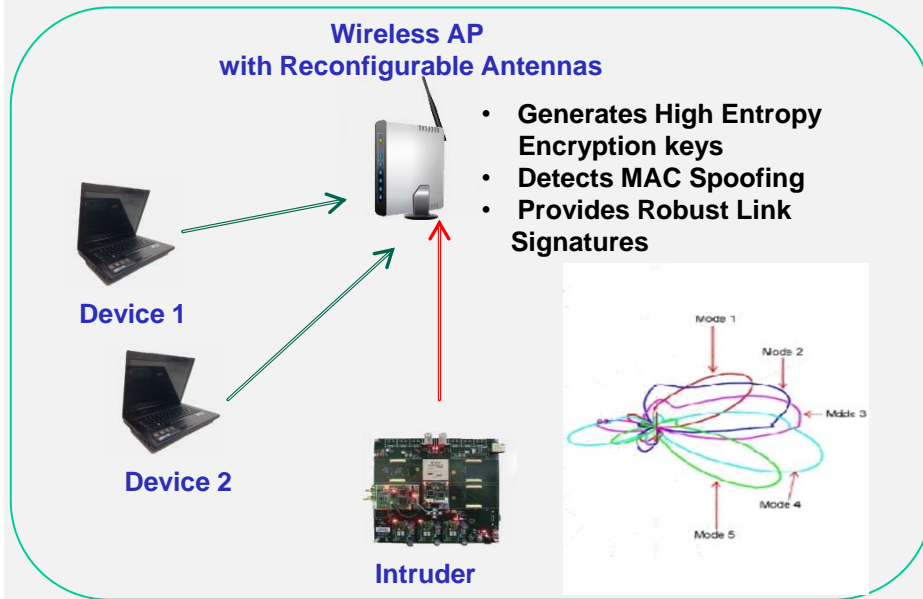 Wireless AP
with Reconfigurable Antennas
• Generates High Entropy
Encryption keys
• Detects MAC Spoofing
• Provides Robust Link
Signatures
Device 1
Device 2
Intruder
Mode 1
Mode 2
Mode 3
Mode 4
Mode 5